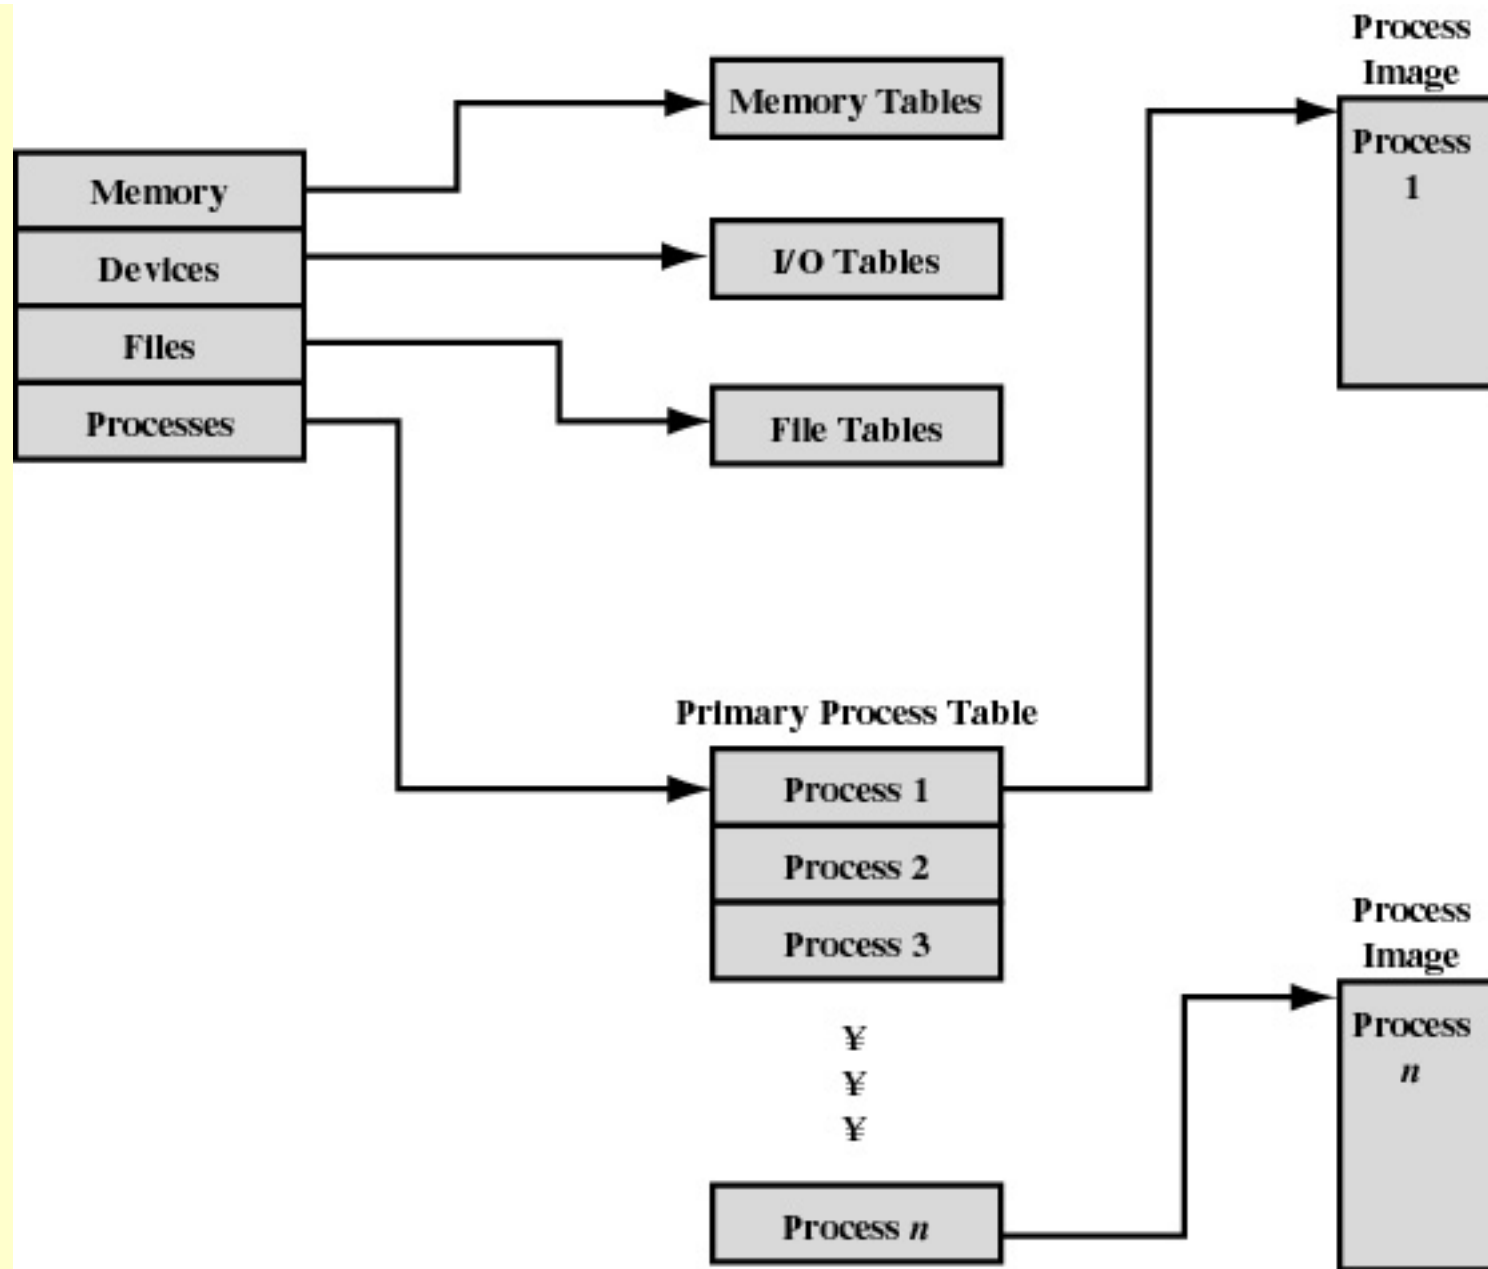 Process
Image
Process
1
Memory Tables
Memory
I/O Tables
Devices
Files
File Tables
Processes
Primary Process Table
Process 1
Process 2
Process 3
¥
¥
¥
Process n
Process
Image
Process
n